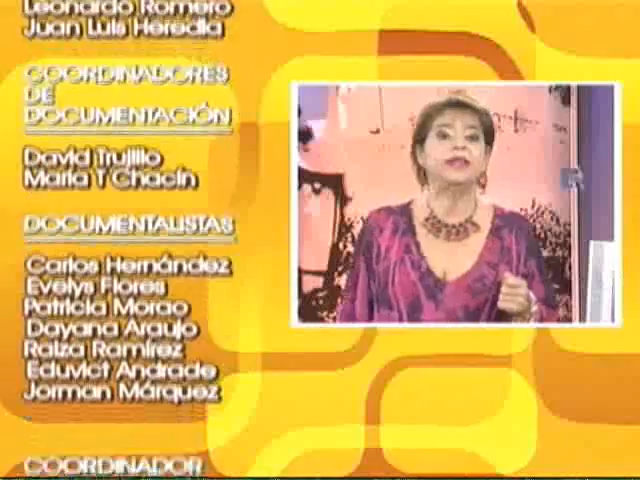 Leonardo Romero
Juan Luis Heredia
COORDINADORES
DE
DOCUMENTACIÓN
David Trujillo
María T Chacín
DOCUMENTALISTAS
Carlos Hernández
Evelys Flores
Patricia Morao
Dayana Araujo
Raiza Ramírez
Eduvict Andrade
Jorman Márquez
COORDINADOR